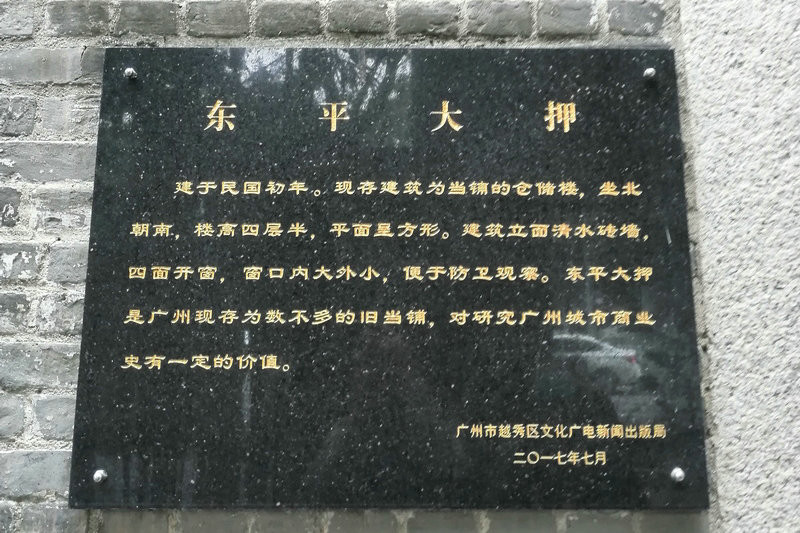 东平大押
建于民国初年。现存建筑为当铺的仓储楼，坐北
朝南，楼高四层半，平面呈方形。建筑立面清水砖墙，
四面开窗，窗口内大外小，便于防卫观察。东平大押
是广州现存为数不多的旧当铺，对研究广州城市商业
史有一定的价值。
广州市越秀区文化广电新闻出版局
二〇一七年七月